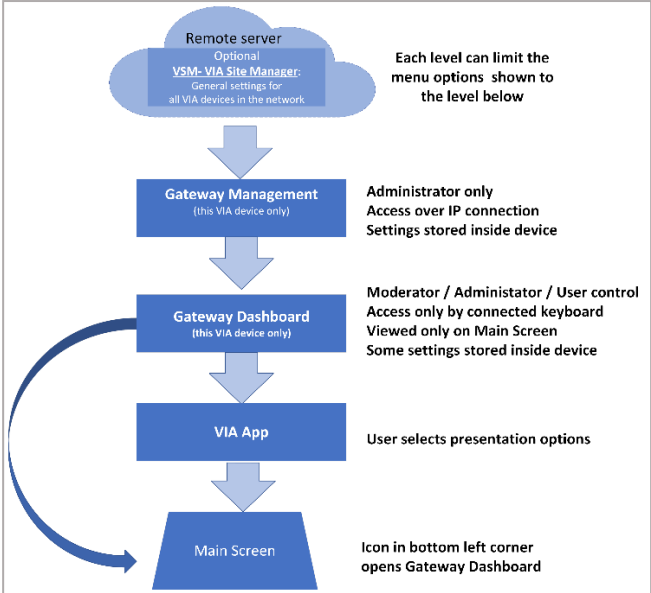 Remote server
Optional
VSM- VIA Site Manager:
General settings for
all VIA devices in the network
Each level can limit the
menu options shown to
the level below
Gateway Management
(this VIA device only)
Administrator only
Access over IP connection
Settings stored inside device
Gateway Dashboard
(this VIA device only)
Moderator / Administator / User control
Access only by connected keyboard
Viewed only on Main Screen
Some settings stored inside device
VIA App
User selects presentation options
Main Screen
Icon in bottom left corner
opens Gateway Dashboard